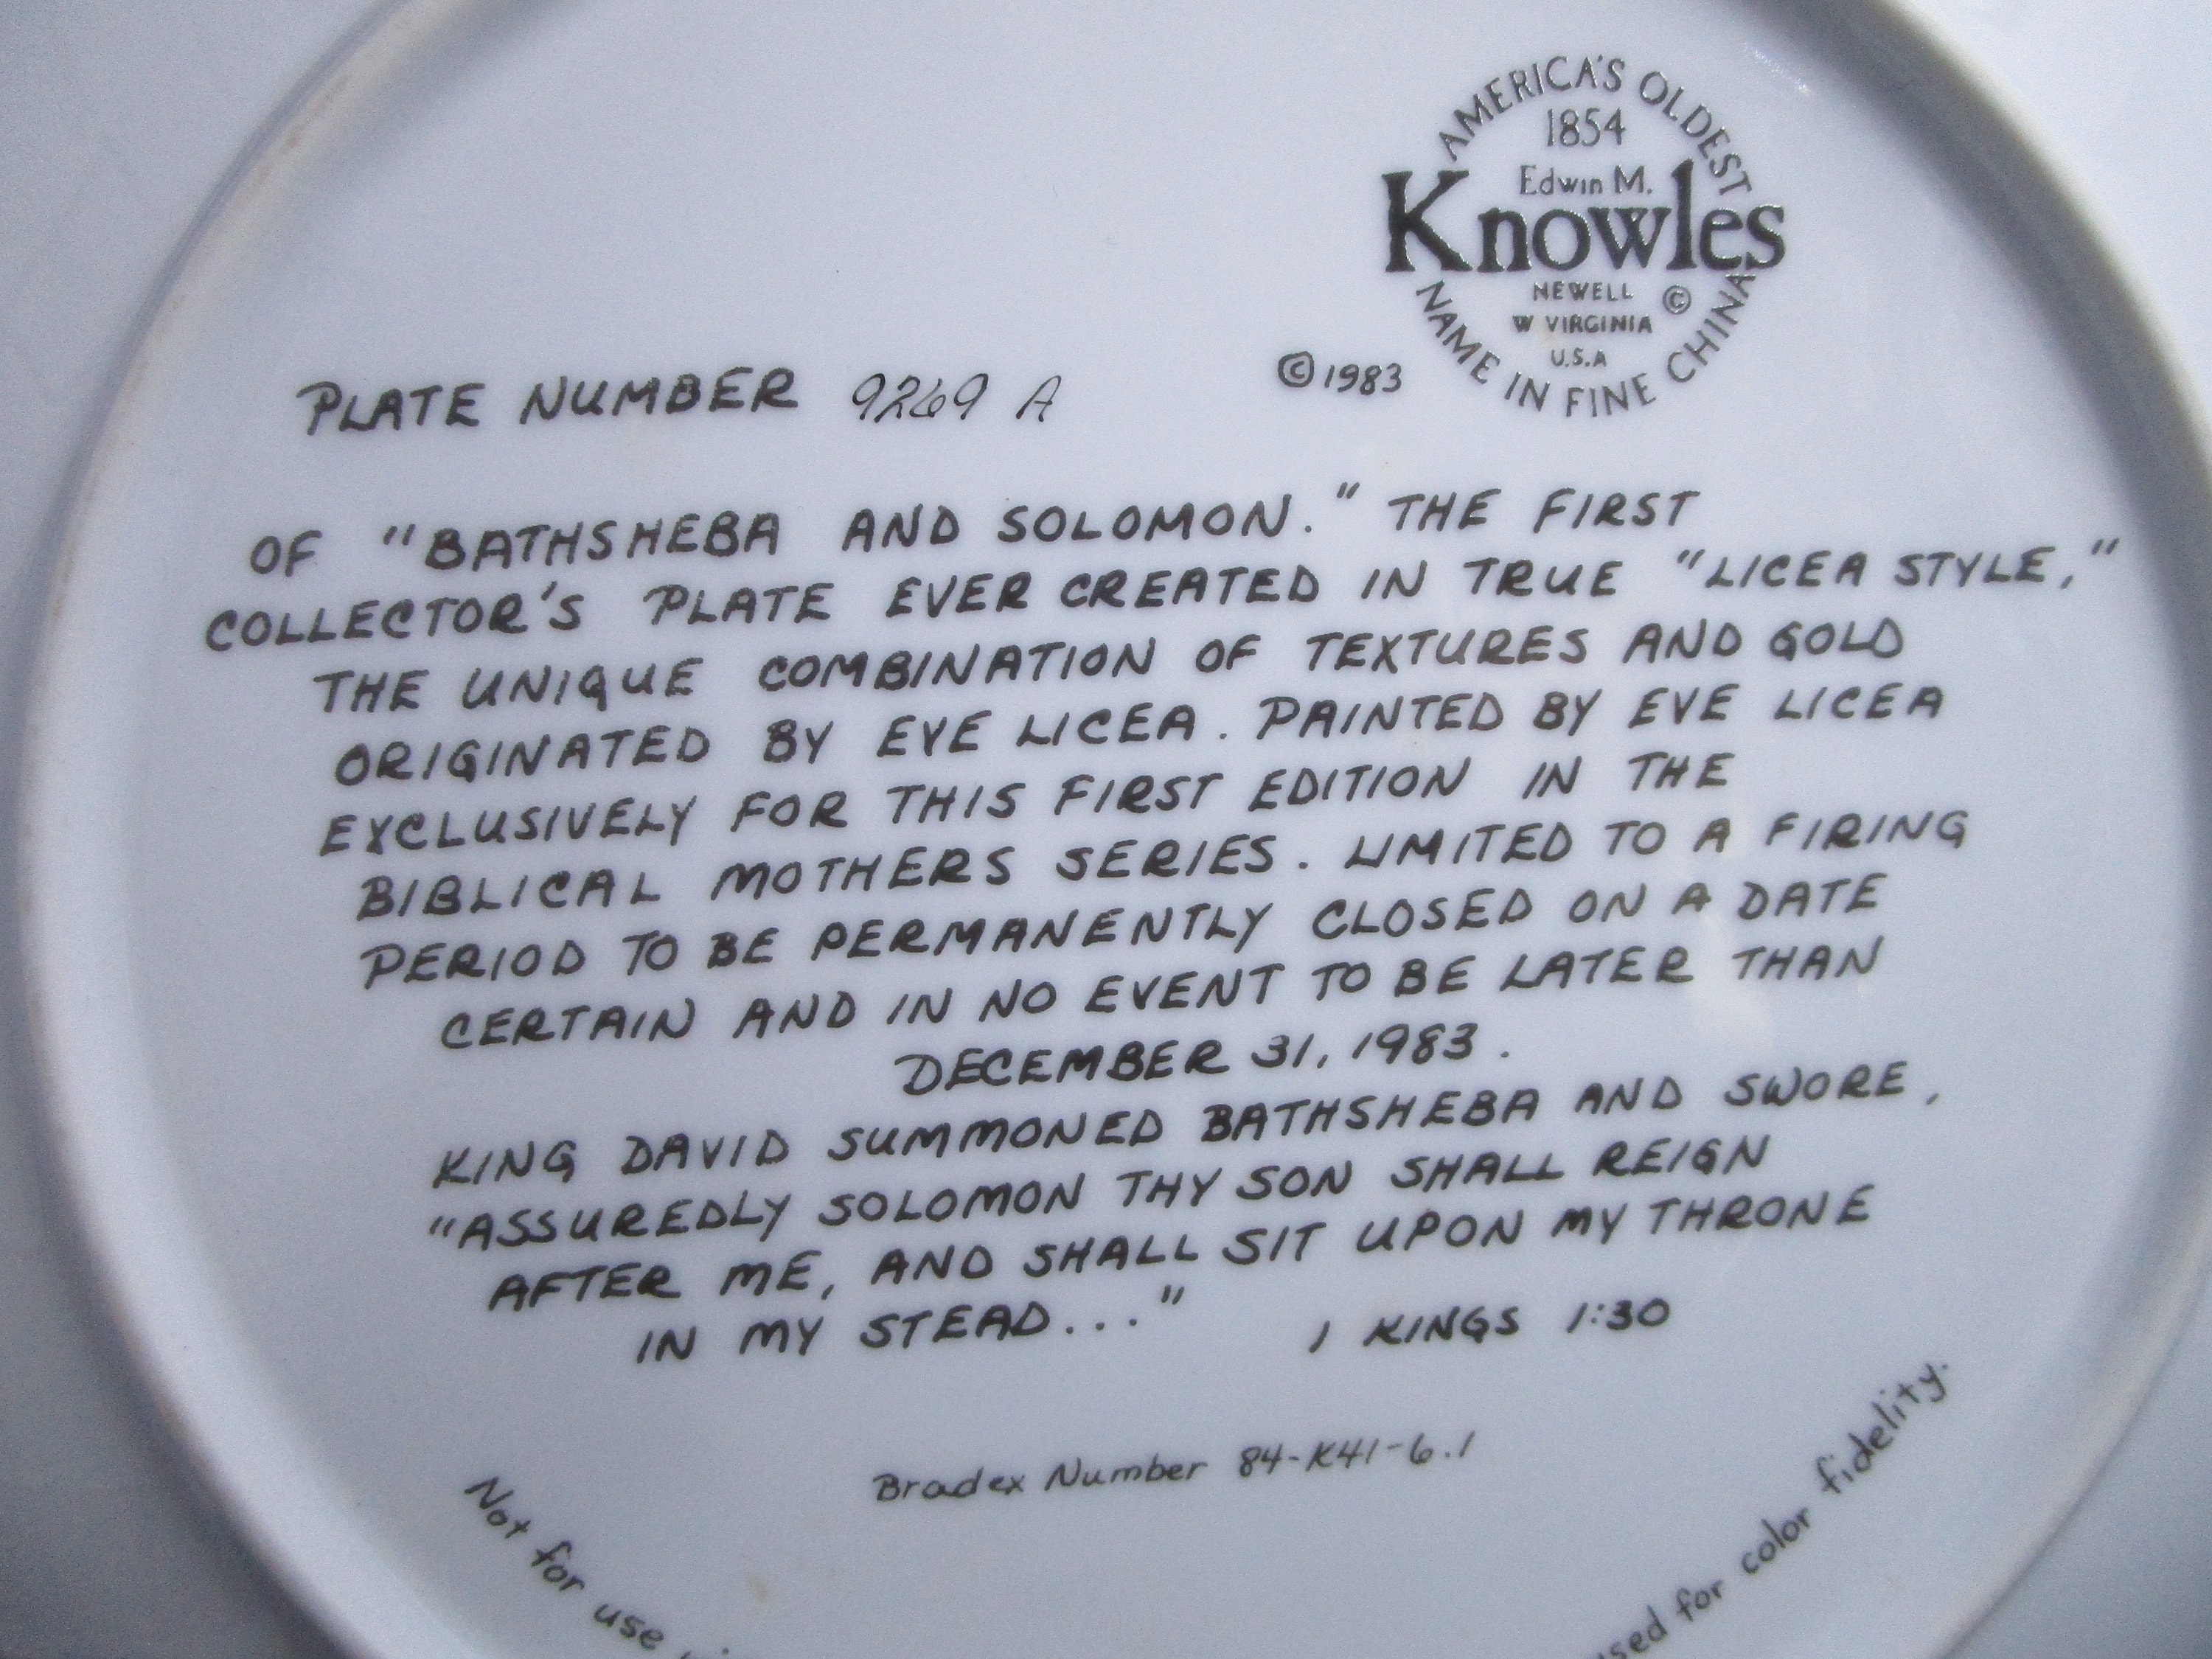 AMERICA'S OLDEST
1854
Edwin M.
Knowles
NEWELL ©
W VIRGINIA
U.S.A
NAME IN FINE CHINA
© 1983
PLATE NUMBER 9269 A
OF "BATHSHEBA AND SOLOMON." THE FIRST
COLLECTOR'S PLATE EVER CREATED IN TRUE "LICEA STYLE,"
THE UNIQUE COMBINATION OF TEXTURES AND GOLD
ORIGINATED BY EVE LICEA. PAINTED BY EVE LICEA
EXCLUSIVELY FOR THIS FIRST EDITION IN THE
BIBLICAL MOTHERS SERIES. LIMITED TO A FIRING
PERIOD TO BE PERMANENTLY CLOSED ON A DATE
CERTAIN AND IN NO EVENT TO BE LATER THAN
DECEMBER 31, 1983.
KING DAVID SUMMONED BATHSHEBA AND SWORE,
"ASSUREDLY SOLOMON THY SON SHALL REIGN
AFTER ME, AND SHALL SIT UPON MY THRONE
IN MY STEAD..." 1 KINGS 1:30
Bradex Number 84-K41-6.1
Not for use
for color fidelity.